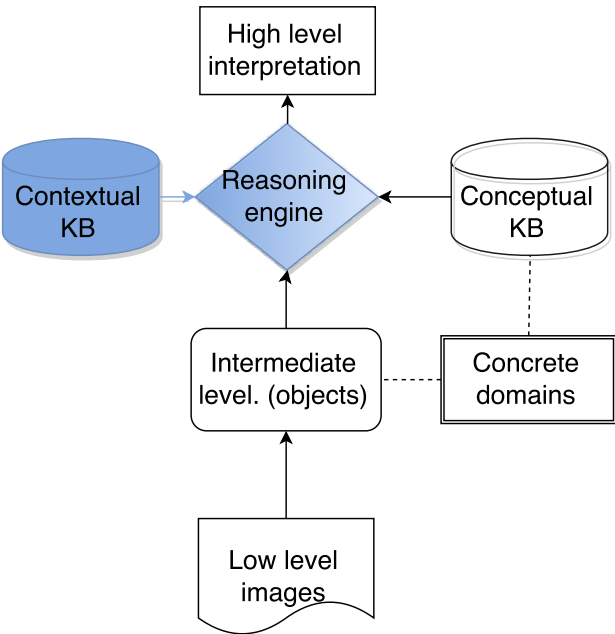 High level
interpretation
Contextual
KB
Reasoning
engine
Conceptual
KB
Intermediate
level. (objects)
Concrete
domains
Low level
images